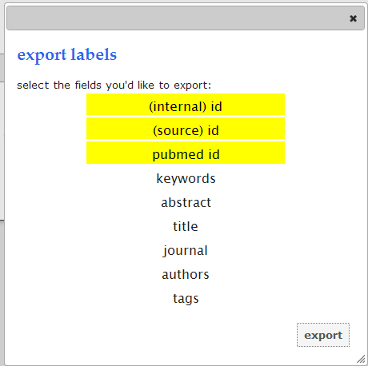 export labels
select the fields you'd like to export:
(internal) id
(source) id
pubmed id
keywords
abstract
title
journal
authors
tags
export